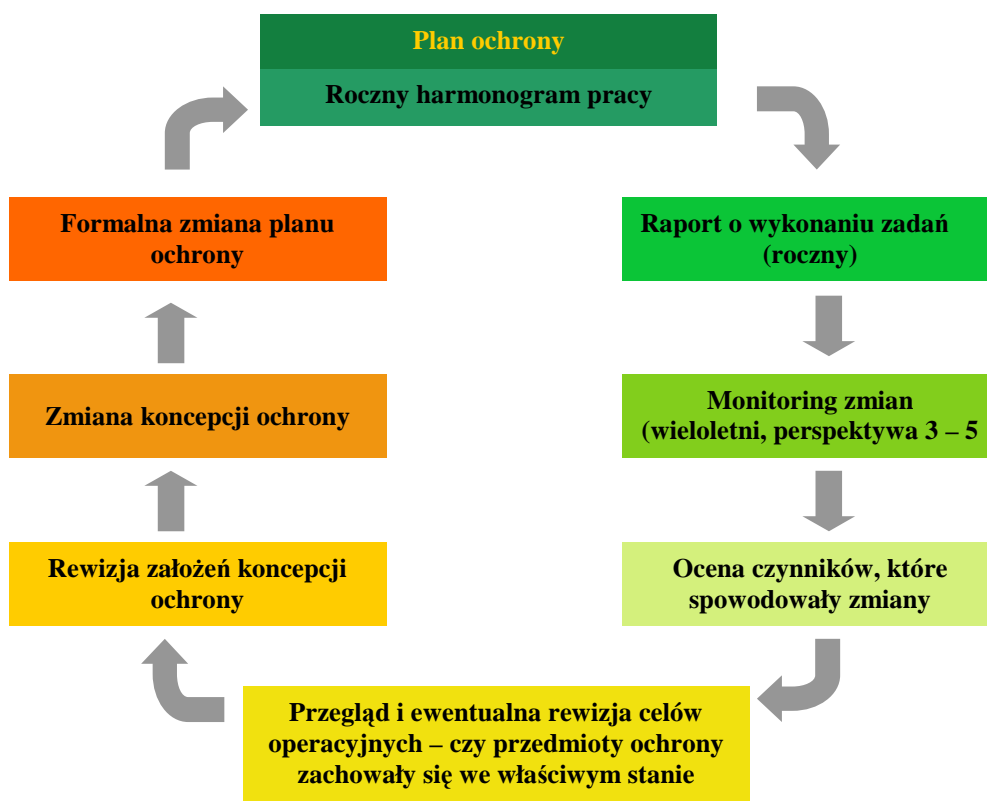 Plan ochrony
Roczny harmonogram pracy
Raport o wykonaniu zadań
(roczny)
Monitoring zmian
(wieloletni, perspektywa 3 – 5
Ocena czynników, które
spowodowały zmiany
Przegląd i ewentualna rewizja celów
operacyjnych – czy przedmioty ochrony
zachowały się we właściwym stanie
Rewizja założeń koncepcji
ochrony
Zmiana koncepcji ochrony
Formalna zmiana planu
ochrony